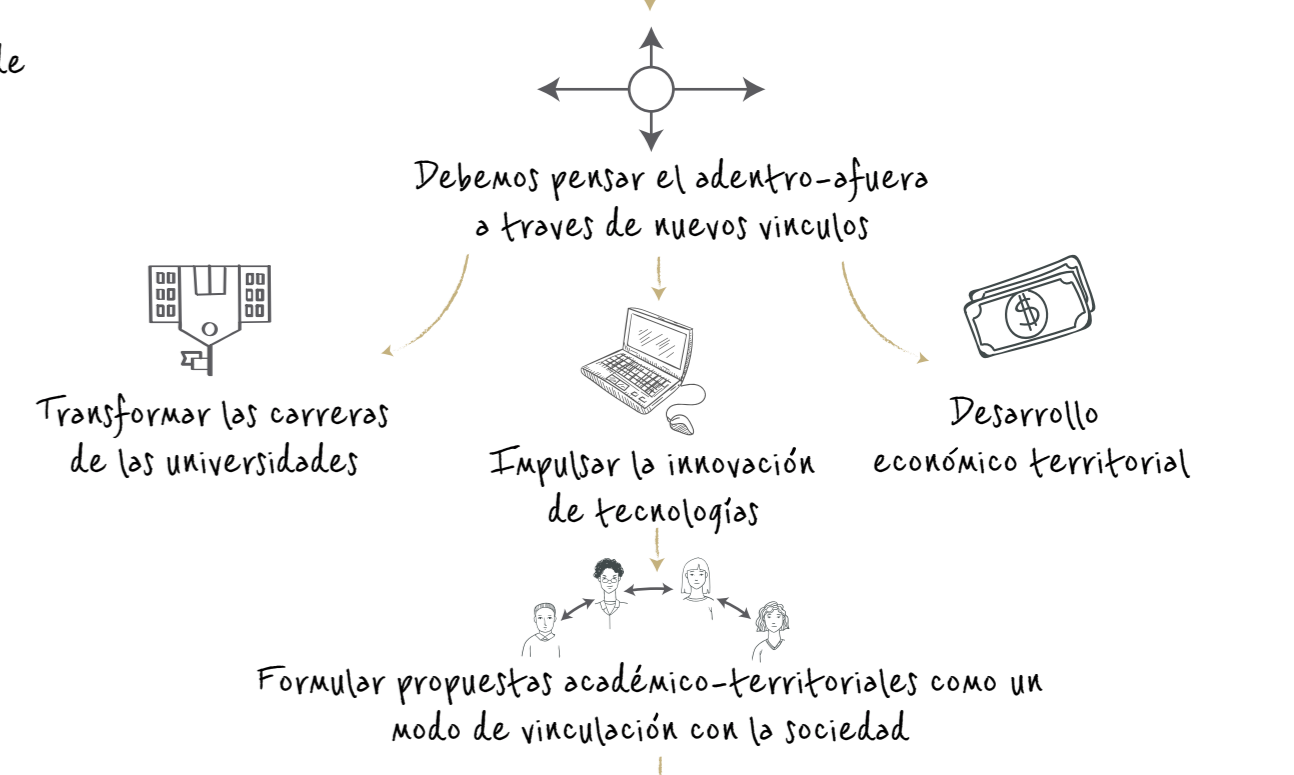 de
Debemos pensar el adentro-afuera
a traves de nuevos vinculos
Transformar las carreras
de las universidades
Impulsar la innovación
de tecnologías
Desarrollo
económico territorial
Formular propuestas académico-territoriales como un
modo de vinculación con la sociedad